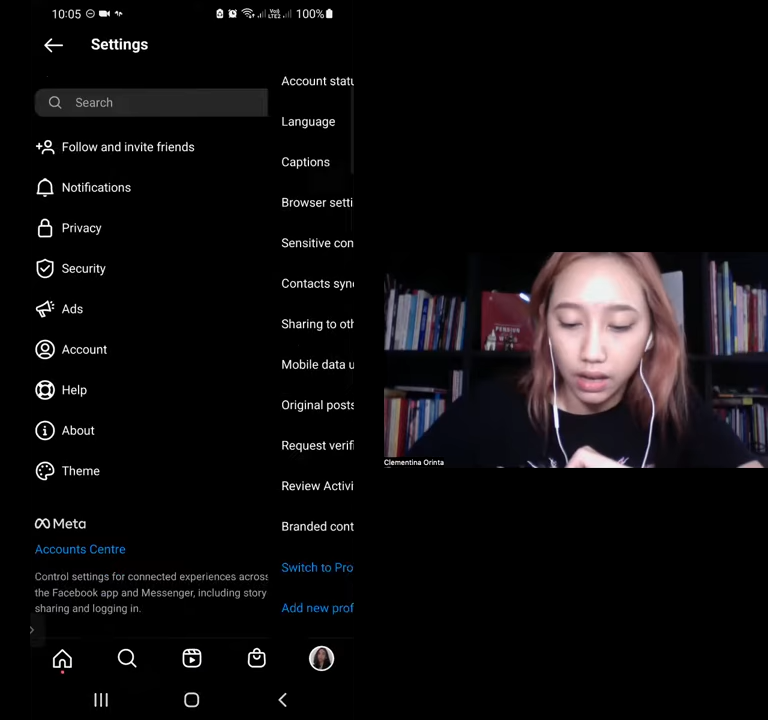 10:05 100%
Settings
Search
Follow and invite friends
Notifications
Privacy
Security
Ads
Account
Help
About
Theme
Meta
Accounts Centre
Control settings for connected experiences across
the Facebook app and Messenger, including story
sharing and logging in.
Account statu
Language
Captions
Browser setti
Sensitive con
Contacts sync
Sharing to oth
Mobile data u
Original posts
Request verifi
Review Activi
Branded cont
Switch to Pro
Add new prof
Clementina Orinta